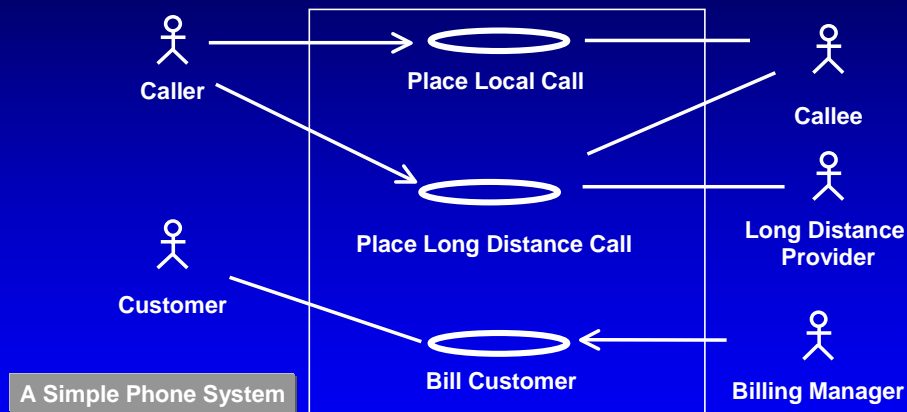 Caller
Place Local Call
Callee
Place Long Distance Call
Long Distance
Provider
Customer
Bill Customer
Billing Manager
A Simple Phone System